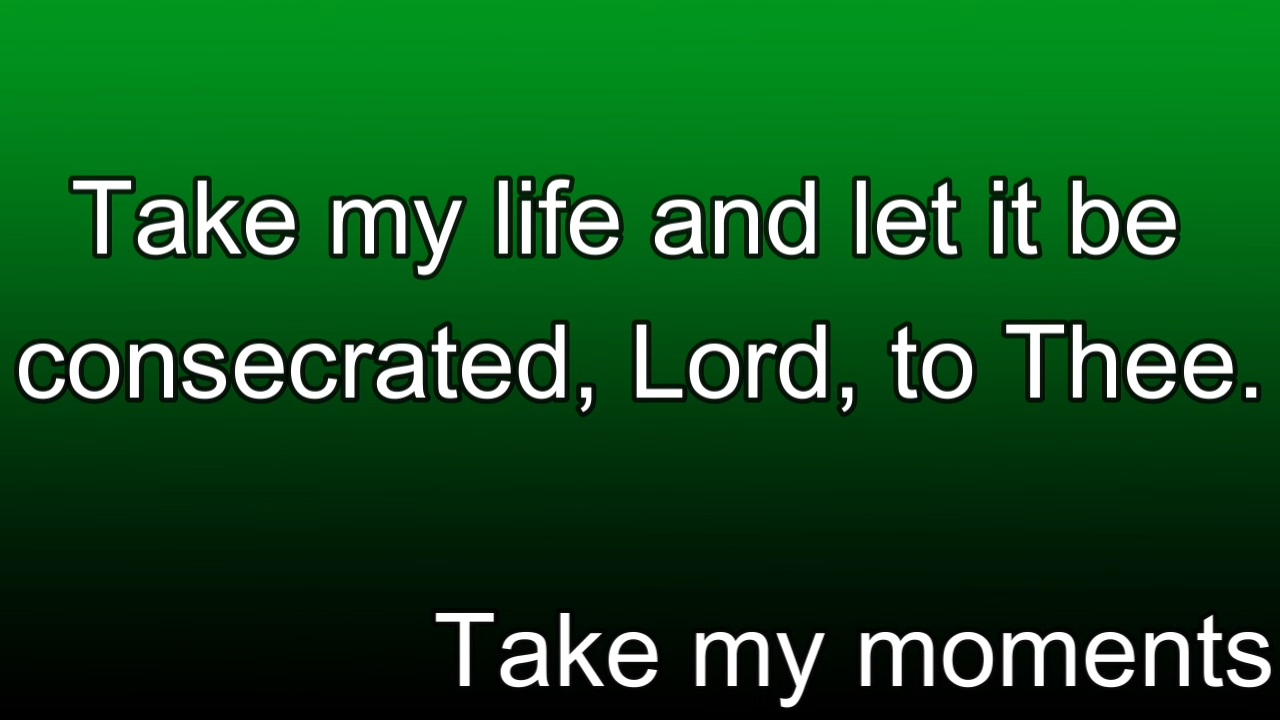 Take my life and let it be
consecrated, Lord, to Thee.
Take my moments